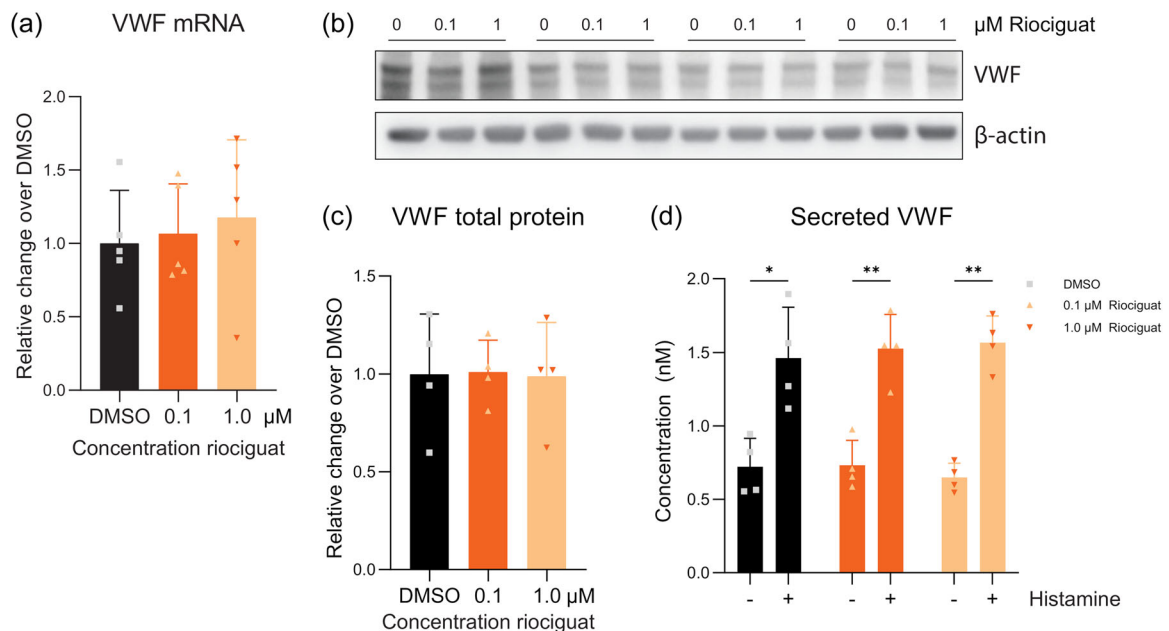 (a) VWF mRNA
Relative change over DMSO
2.0
1.5
1.0
0.5
0.0
DMSO 0.1 1.0 µM
Concentration riociguat
(b) 0 0.1 1 0 0.1 1 0 0.1 1 0 0.1 1 µM Riociguat
VWF
β-actin
(c) VWF total protein
Relative change over DMSO
1.5
1.0
0.5
0.0
DMSO 0.1 1.0 µM
Concentration riociguat
(d) Secreted VWF
Concentration (nM)
2.0
1.5
1.0
0.5
0.0
* ** **
- + - + - + Histamine
DMSO
0.1 µM Riociguat
1.0 µM Riociguat